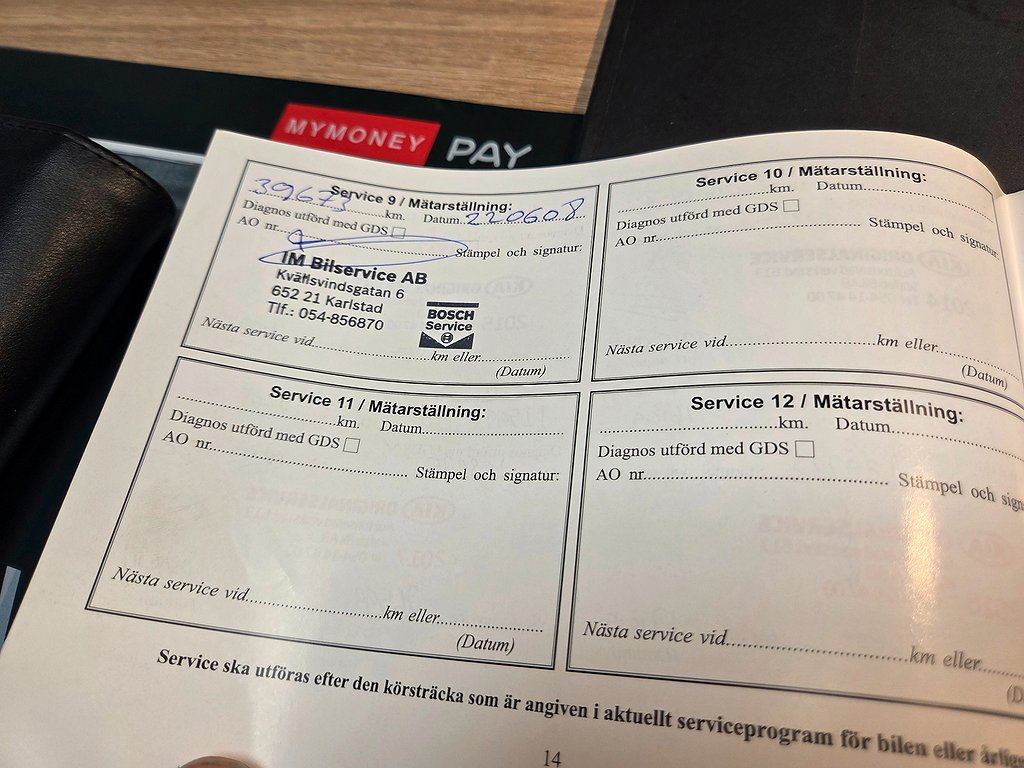 MYMONEY PAY
Service 9 / Mätarställning:
39673 km. Datum. 220608
Diagnos utförd med GDS
AO nr. Stämpel och signatur:
IM Bilservice AB
Kvällsvindsgatan 6
652 21 Karlstad
Tlf.: 054-856870
BOSCH
Service
Nästa service vid km eller
(Datum)
Service 10 / Mätarställning:
km. Datum
Diagnos utförd med GDS
AO nr. Stämpel och signatur:
Nästa service vid km eller
(Datum)
Service 11 / Mätarställning:
km. Datum
Diagnos utförd med GDS
AO nr. Stämpel och signatur:
Nästa service vid km eller
(Datum)
Service 12 / Mätarställning:
km. Datum
Diagnos utförd med GDS
AO nr. Stämpel och sign
Nästa service vid km eller
(D
Service ska utföras efter den körsträcka som är angiven i aktuellt serviceprogram för bilen eller årlig
14